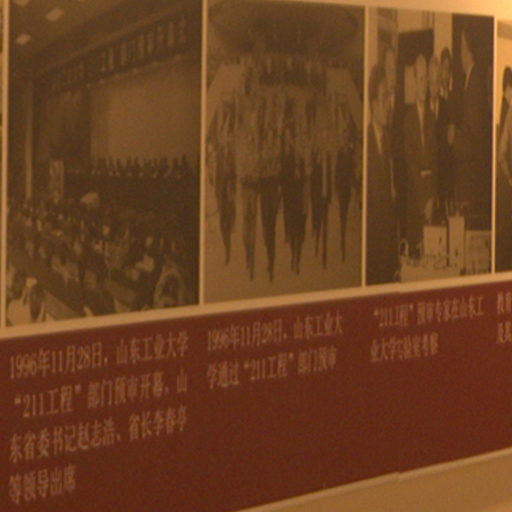 1996年11月28日，山东工业大学
“211工程”部门预审开幕，山
东省委书记赵志浩、省长李春亭
等领导出席
1996年11月28日，山东工业大
学通过“211工程”部门预审
“211工程”预审专家在山东工
业大学实验室考察
教育
及其